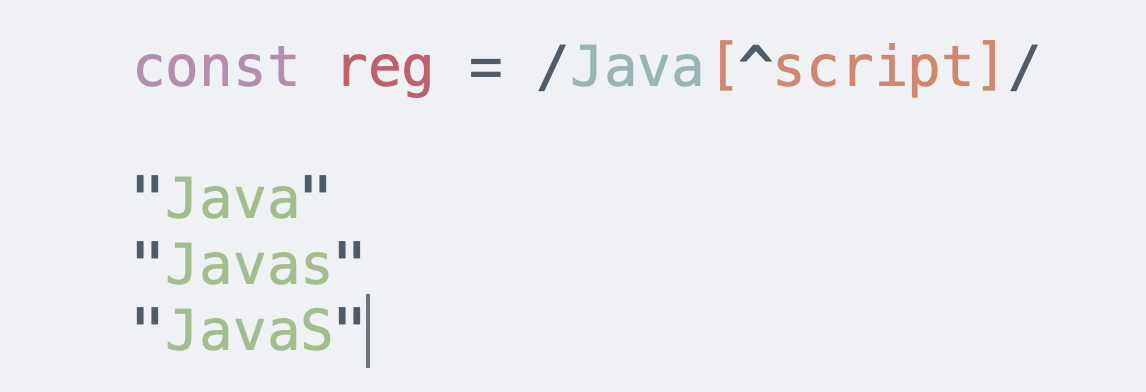 const reg = /Java[^script]/
"Java"
"Javas"
"JavaS"